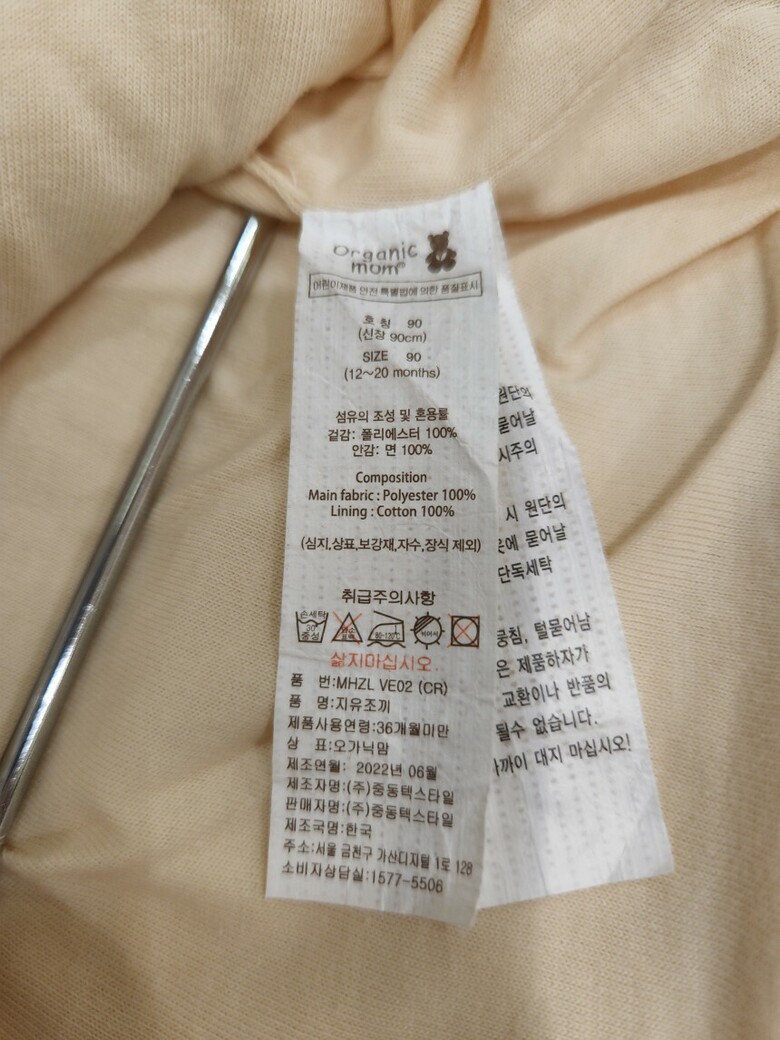 organic
mom
어린이제품 안전 특별법에 의한 품질표시
호 칭 90
(신장 90cm)
SIZE 90
(12~20 months)
섬유의 조성 및 혼용률
겉감: 폴리에스터 100%
안감: 면 100%
Composition
Main fabric : Polyester 100%
Lining : Cotton 100%
(심지,상표,보강재,자수,장식 제외)
취급주의사항
손세탁
30
중성
80~120℃
삶지마십시오
품 번:MHZL VE02 (CR)
품 명:지유조끼
제품사용연령:36개월미만
상 표:오가닉맘
제조연월: 2022년 06월
제조자명:(주)중동텍스타일
판매자명:(주)중동텍스타일
제조국명:한국
주소:서울 금천구 가산디지털 1로 128
소비자상담실:1577-5506
원단의
묻어날
시주의
시 원단의
옷에 묻어날
단독세탁
뭉침, 털묻어남
은 제품하자가
교환이나 반품의
될수 없습니다.
가까이 대지 마십시오!